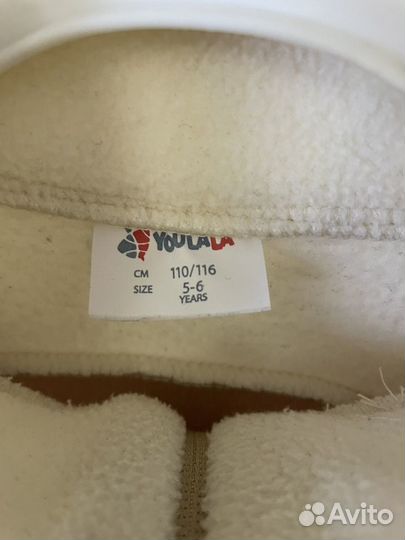 YOULALA
CM 110/116
SIZE 5-6
YEARS
Avito